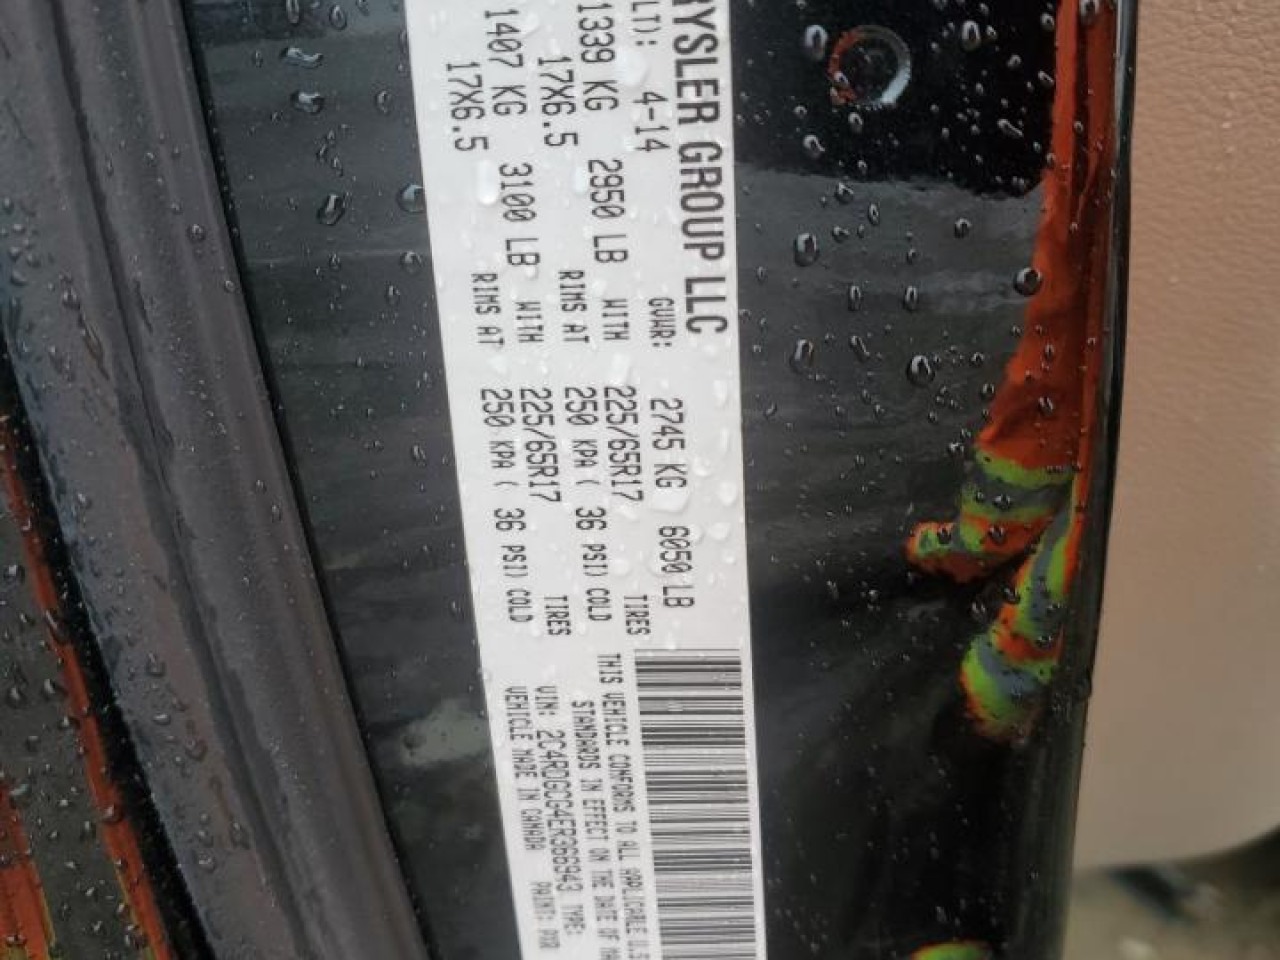 RYSLER GROUP LLC
LT): 4-14 GVWR: 2745 KG 6050 LB
1339 KG 2950 LB WITH 225/65R17 TIRES
17X6.5 RIMS AT 250 KPA ( 36 PSI) COLD
1407 KG 3100 LB WITH 225/65R17 TIRES
17X6.5 RIMS AT 250 KPA ( 36 PSI) COLD
THIS VEHICLE CONFORMS TO ALL APPLICABLE U.S
STANDARDS IN EFFECT ON THE DATE OF MA
VIN: 2C4RDGCG4ER366943 TYPE:
VEHICLE MADE IN CANADA PAINT: